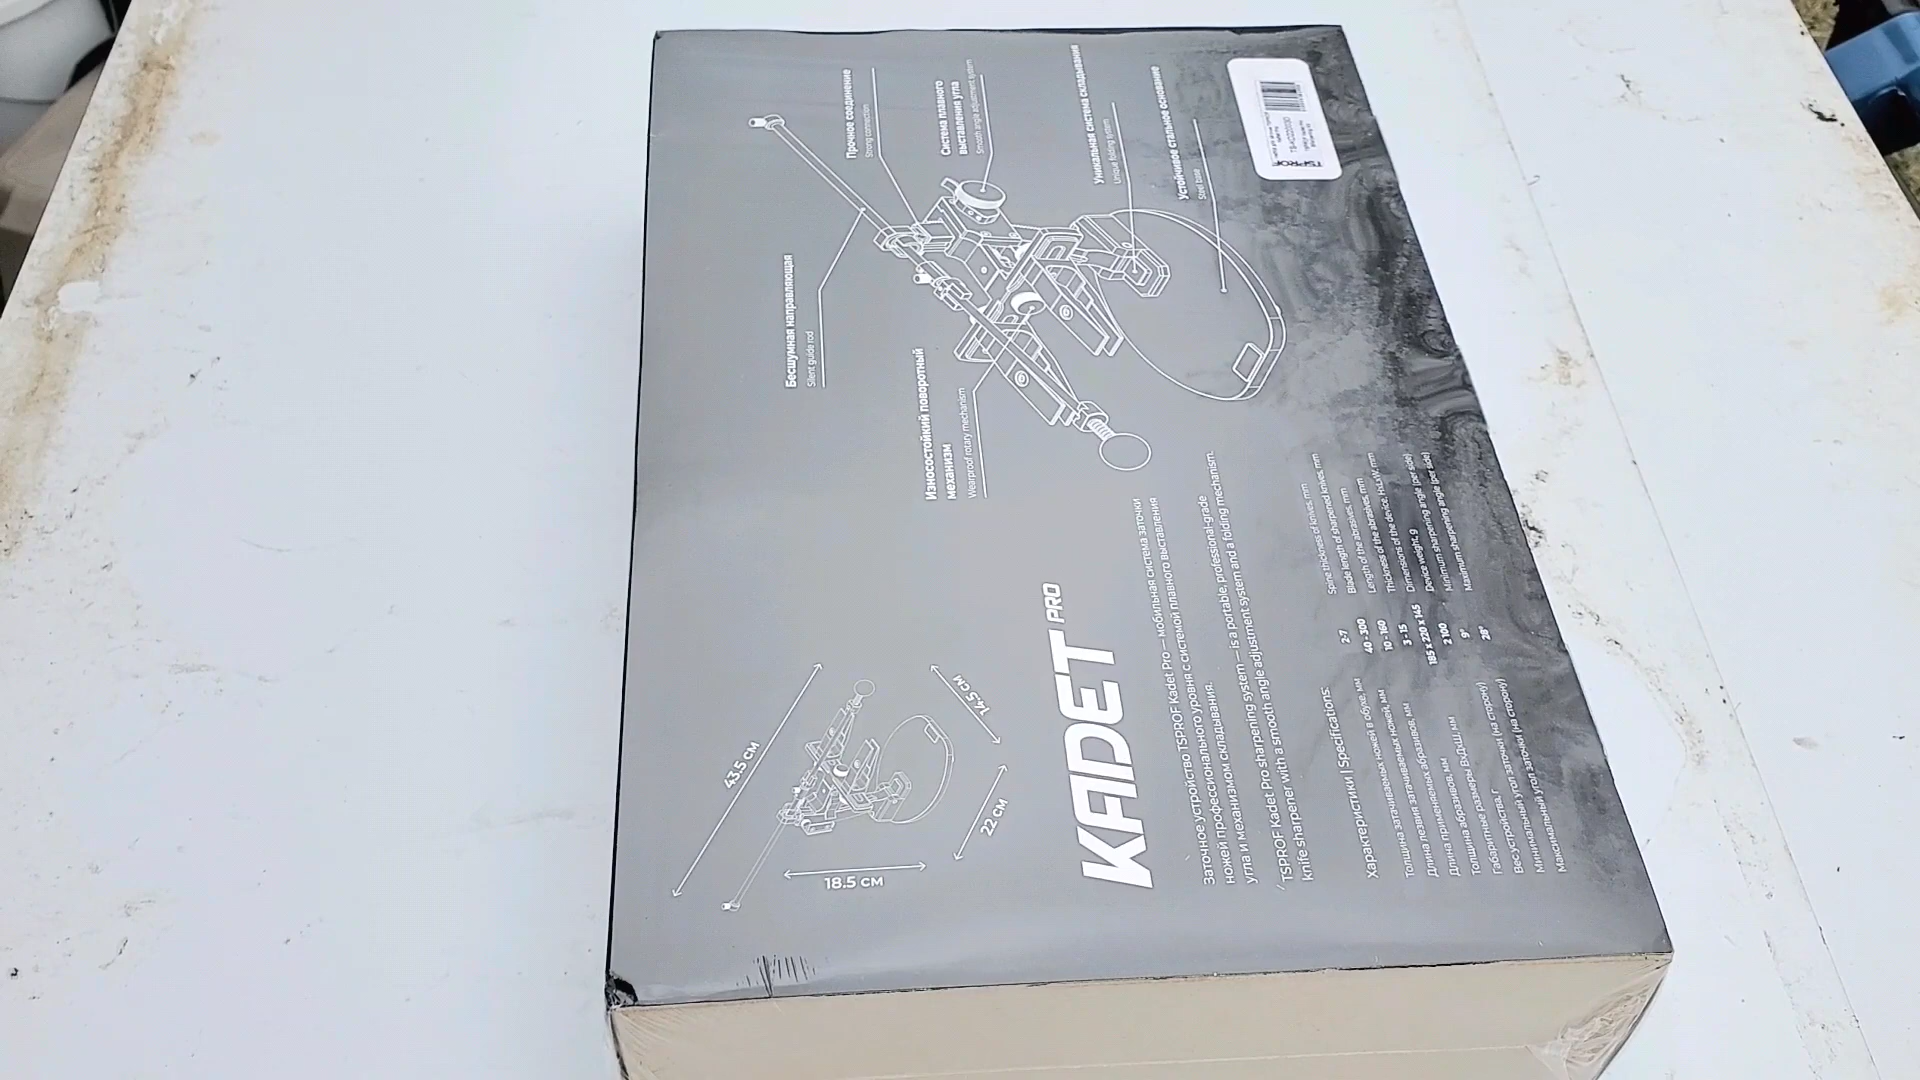 Прочное соединение
Strong connection
Система плавного
выставления угла
Smooth angle adjustment system
Уникальная система складывания
Unique folding system
Устойчивое стальное основание
Steel base
Бесшумная направляющая
Silent guide rod
Износостойкий поворотный
механизм
Wearproof rotary mechanism
43.5 см
14.5 см
22 см
18.5 см
KADET PRO
Заточное устройство TSPROF Kadet Pro — мобильная система заточки
ножей профессионального уровня с системой плавного выставления
угла и механизмом складывания.
TSPROF Kadet Pro sharpening system — is a portable, professional-grade
knife sharpener with a smooth angle adjustment system and a folding mechanism.
Характеристики | Specifications:
Толщина затачиваемых ножей в обухе, мм 2-7 Spine thickness of knives, mm
Длина лезвия затачиваемых ножей, мм 40 - 300 Blade length of sharpened knives, mm
Длина применяемых абразивов, мм 10 - 160 Length of the abrasives, mm
Толщина абразивов, мм 3 - 15 Thickness of the abrasives, mm
Габаритные размеры ВхДхШ, мм 185 x 220 x 145 Dimensions of the device, HxLxW, mm
Вес устройства, г 2 100 Device weight, g
Минимальный угол заточки (на сторону) 9° Minimum sharpening angle (per side)
Максимальный угол заточки (на сторону) 28° Maximum sharpening angle (per side)
TSPROF